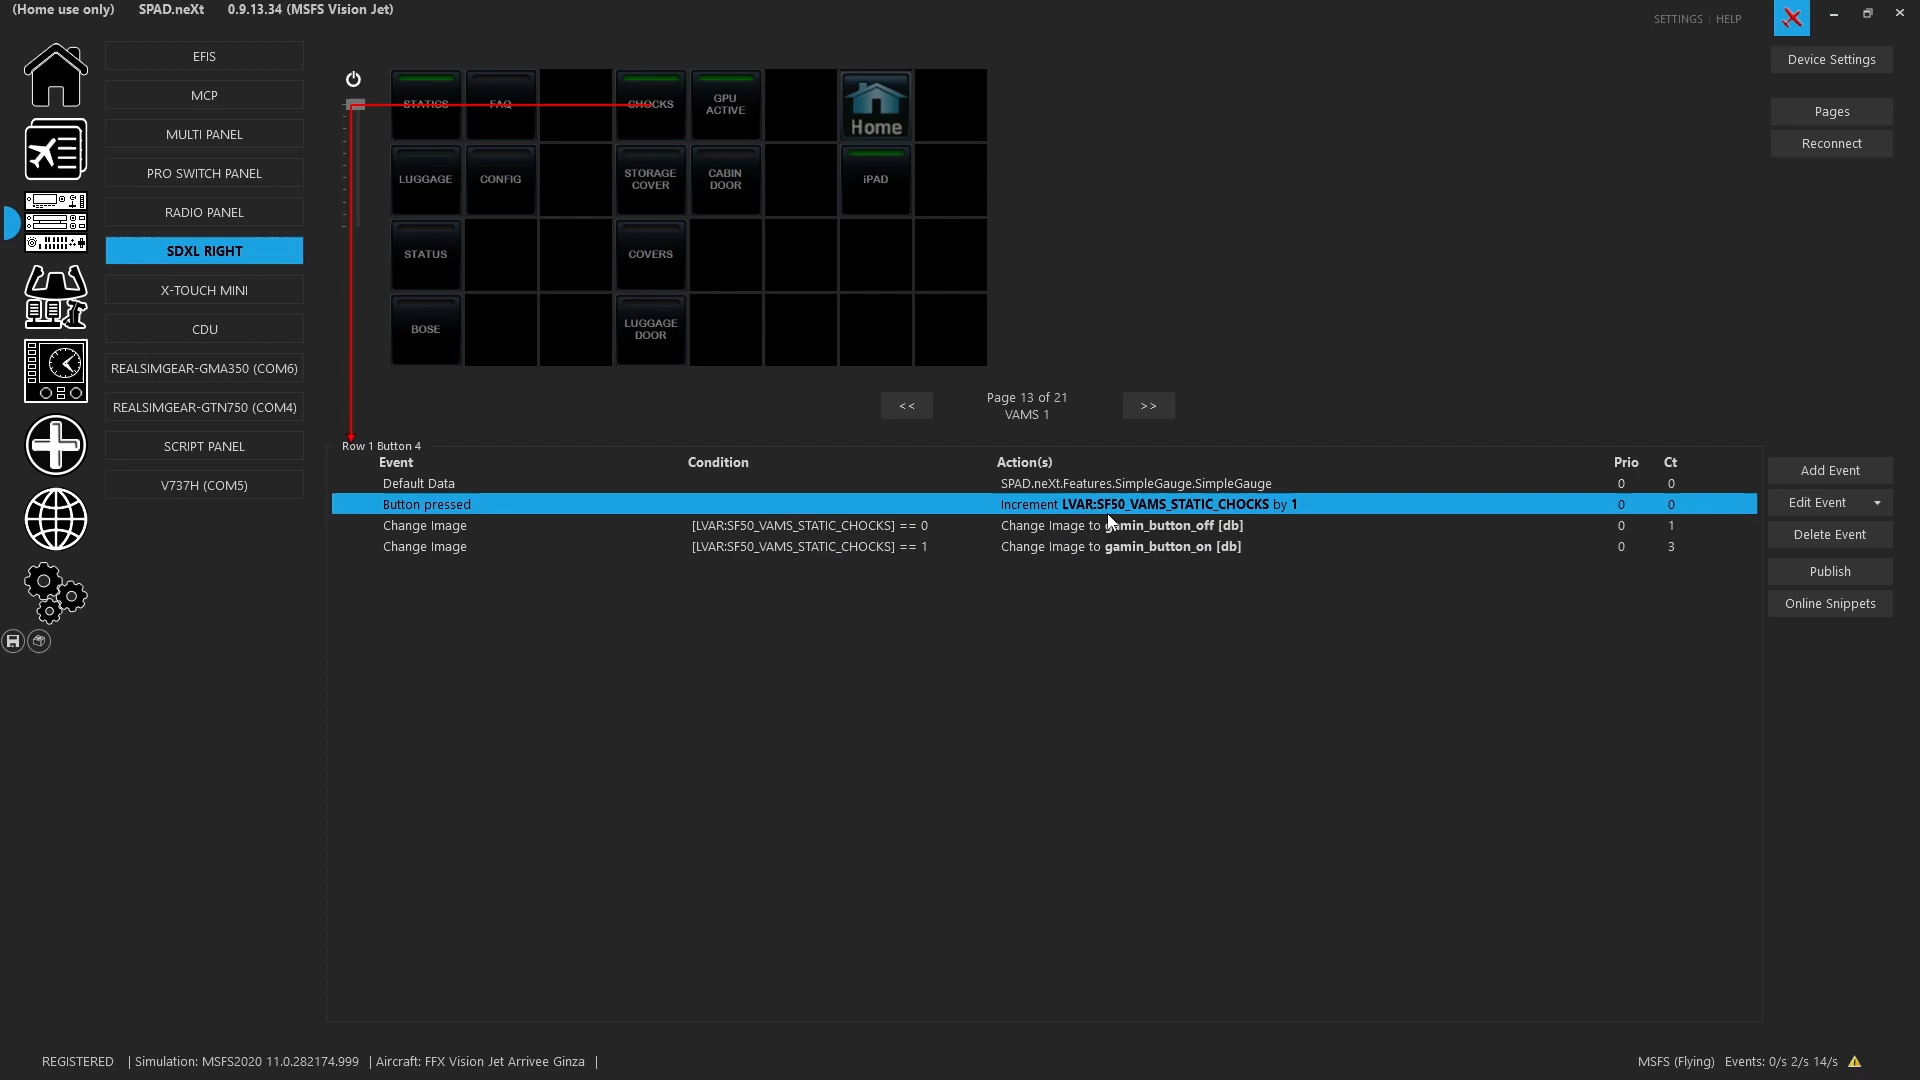 (Home use only) SPAD.neXt 0.9.13.34 (MSFS Vision Jet)
SETTINGS | HELP
EFIS
MCP
MULTI PANEL
PRO SWITCH PANEL
RADIO PANEL
SDXL RIGHT
X-TOUCH MINI
CDU
REALSIMGEAR-GMA350 (COM6)
REALSIMGEAR-GTN750 (COM4)
SCRIPT PANEL
V737H (COM5)
STATICS FAQ CHOCKS GPU ACTIVE Home
LUGGAGE CONFIG STORAGE COVER CABIN DOOR iPAD
STATUS COVERS
BOSE LUGGAGE DOOR
Device Settings
Pages
Reconnect
<< Page 13 of 21 >>
VAMS 1
Row 1 Button 4
Event Condition Action(s) Prio Ct
Default Data SPAD.neXt.Features.SimpleGauge.SimpleGauge 0 0
Button pressed Increment LVAR:SF50_VAMS_STATIC_CHOCKS by 1 0 0
Change Image [LVAR:SF50_VAMS_STATIC_CHOCKS] == 0 Change Image to gamin_button_off [db] 0 1
Change Image [LVAR:SF50_VAMS_STATIC_CHOCKS] == 1 Change Image to gamin_button_on [db] 0 3
Add Event
Edit Event
Delete Event
Publish
Online Snippets
REGISTERED | Simulation: MSFS2020 11.0.282174.999 | Aircraft: FFX Vision Jet Arrivee Ginza |
MSFS (Flying) Events: 0/s 2/s 14/s